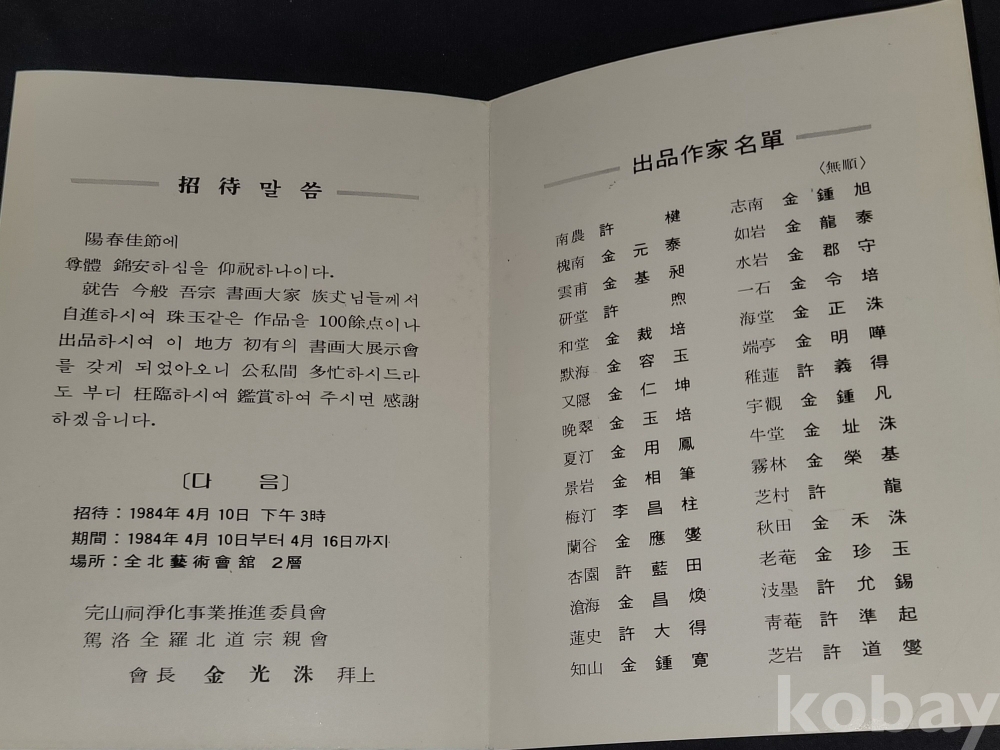 招待말씀
陽春佳節에
尊體 錦安하심을 仰祝하나이다.
就告 今般 吾宗 書画大家 族丈님들께서
自進하시여 珠玉같은 作品을 100餘点이나
出品하시여 이 地方 初有의 書画大展示會
를 갖게 되었아오니 公私間 多忙하시드라
도 부디 枉臨하시여 鑑賞하여 주시면 感謝
하겠읍니다.
〔다 음〕
招待 : 1984年 4月 10日 下午 3時
期間 : 1984年 4月 10日부터 4月 16日까지
場所 : 全北藝術會舘 2層
完山祠淨化事業推進委員會
駕洛全羅北道宗親會
會長 金光洙 拜上
出品作家名單
〈無順〉
南農 許楗
槐南 金元泰
雲甫 金基昶
研堂 許煦
和堂 金裁培
默海 金容玉
又隠 金仁坤
晩翠 金玉培
夏汀 金用鳳
景岩 金相筆
梅汀 李昌柱
蘭谷 金應燮
杏園 許藍田
滄海 金昌煥
蓮史 許大得
知山 金鍾寛
志南 金鍾旭
如岩 金龍泰
水岩 金郡守
一石 金令培
海堂 金正洙
端亭 金明嘩
稚蓮 許義得
宇觀 金鍾凡
牛堂 金址洙
霧林 金榮基
芝村 許龍
秋田 金禾洙
老菴 金珍玉
汥墨 許允錫
靑菴 許準起
芝岩 許道燮
kobay